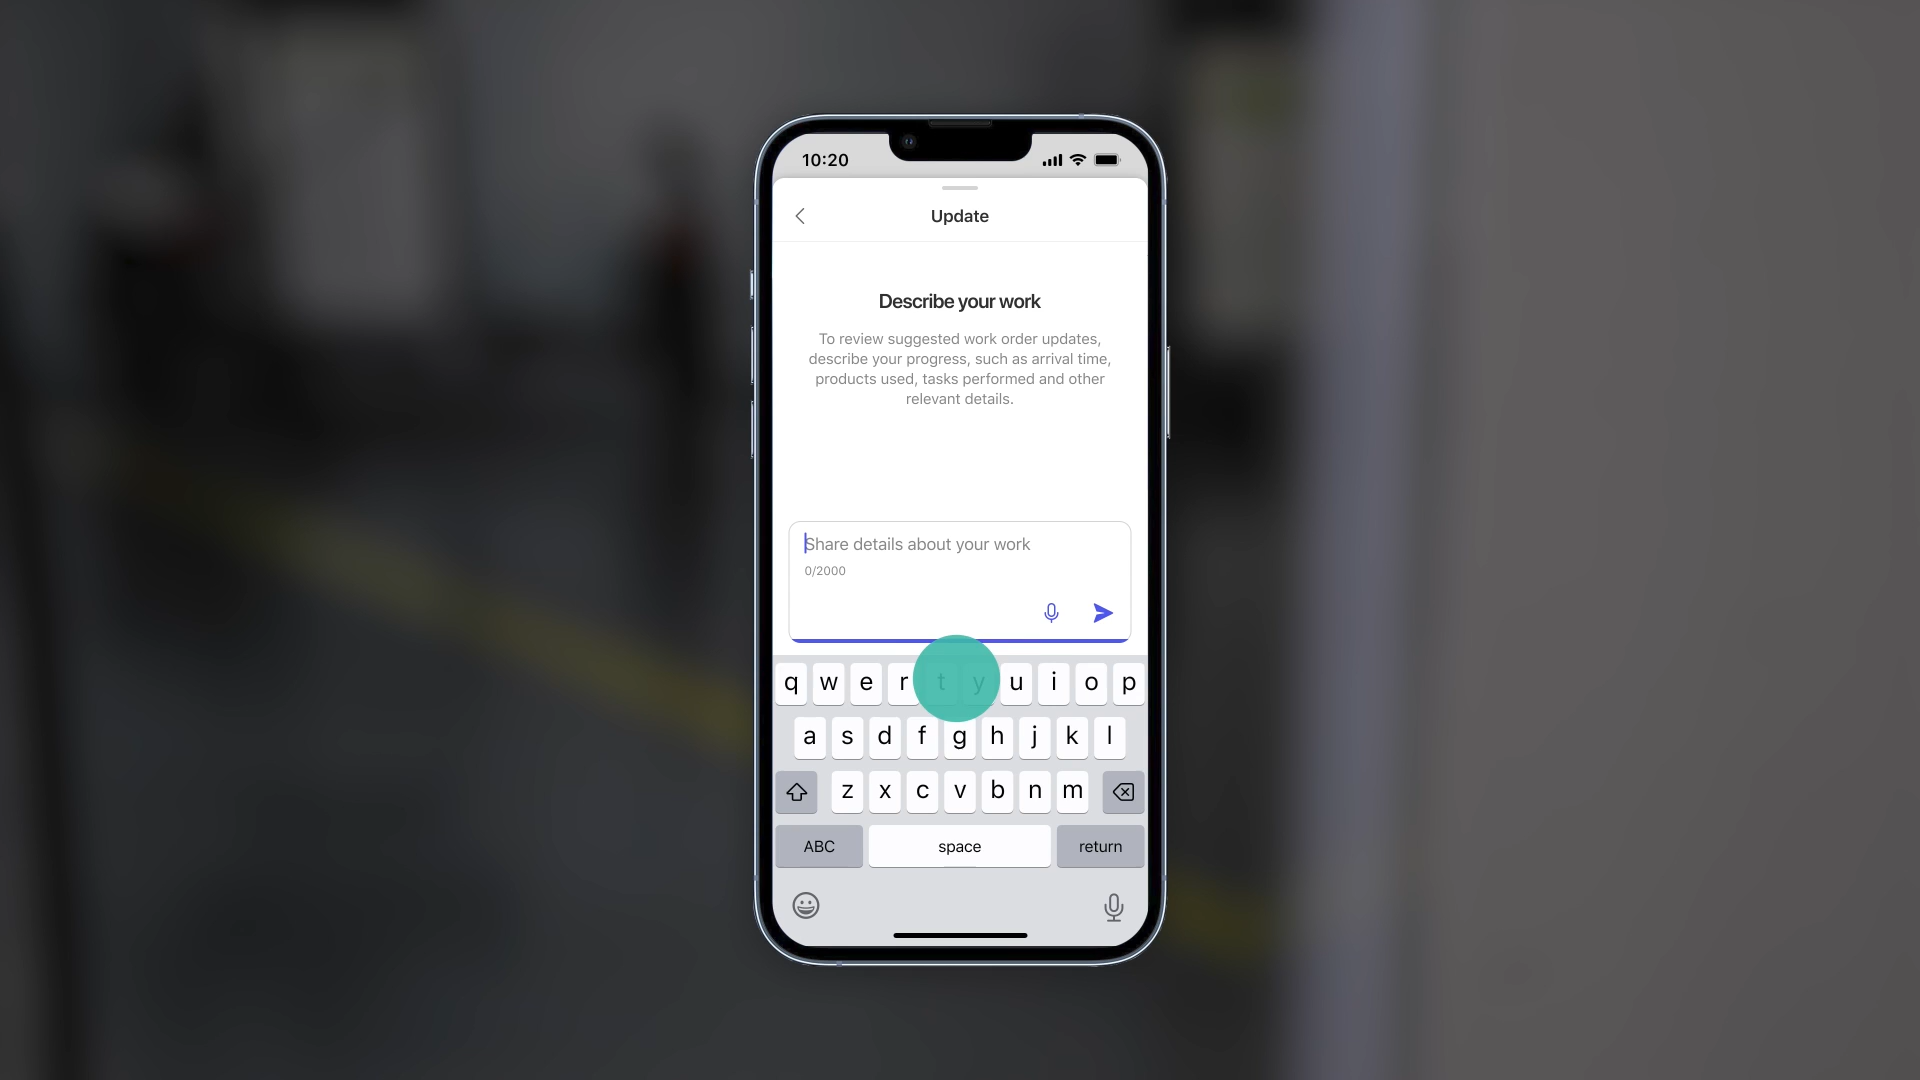 10:20
Update
Describe your work
To review suggested work order updates,
describe your progress, such as arrival time,
products used, tasks performed and other
relevant details.
Share details about your work
0/2000
q w e r t y u i o p
a s d f g h j k l
z x c v b n m
ABC space return